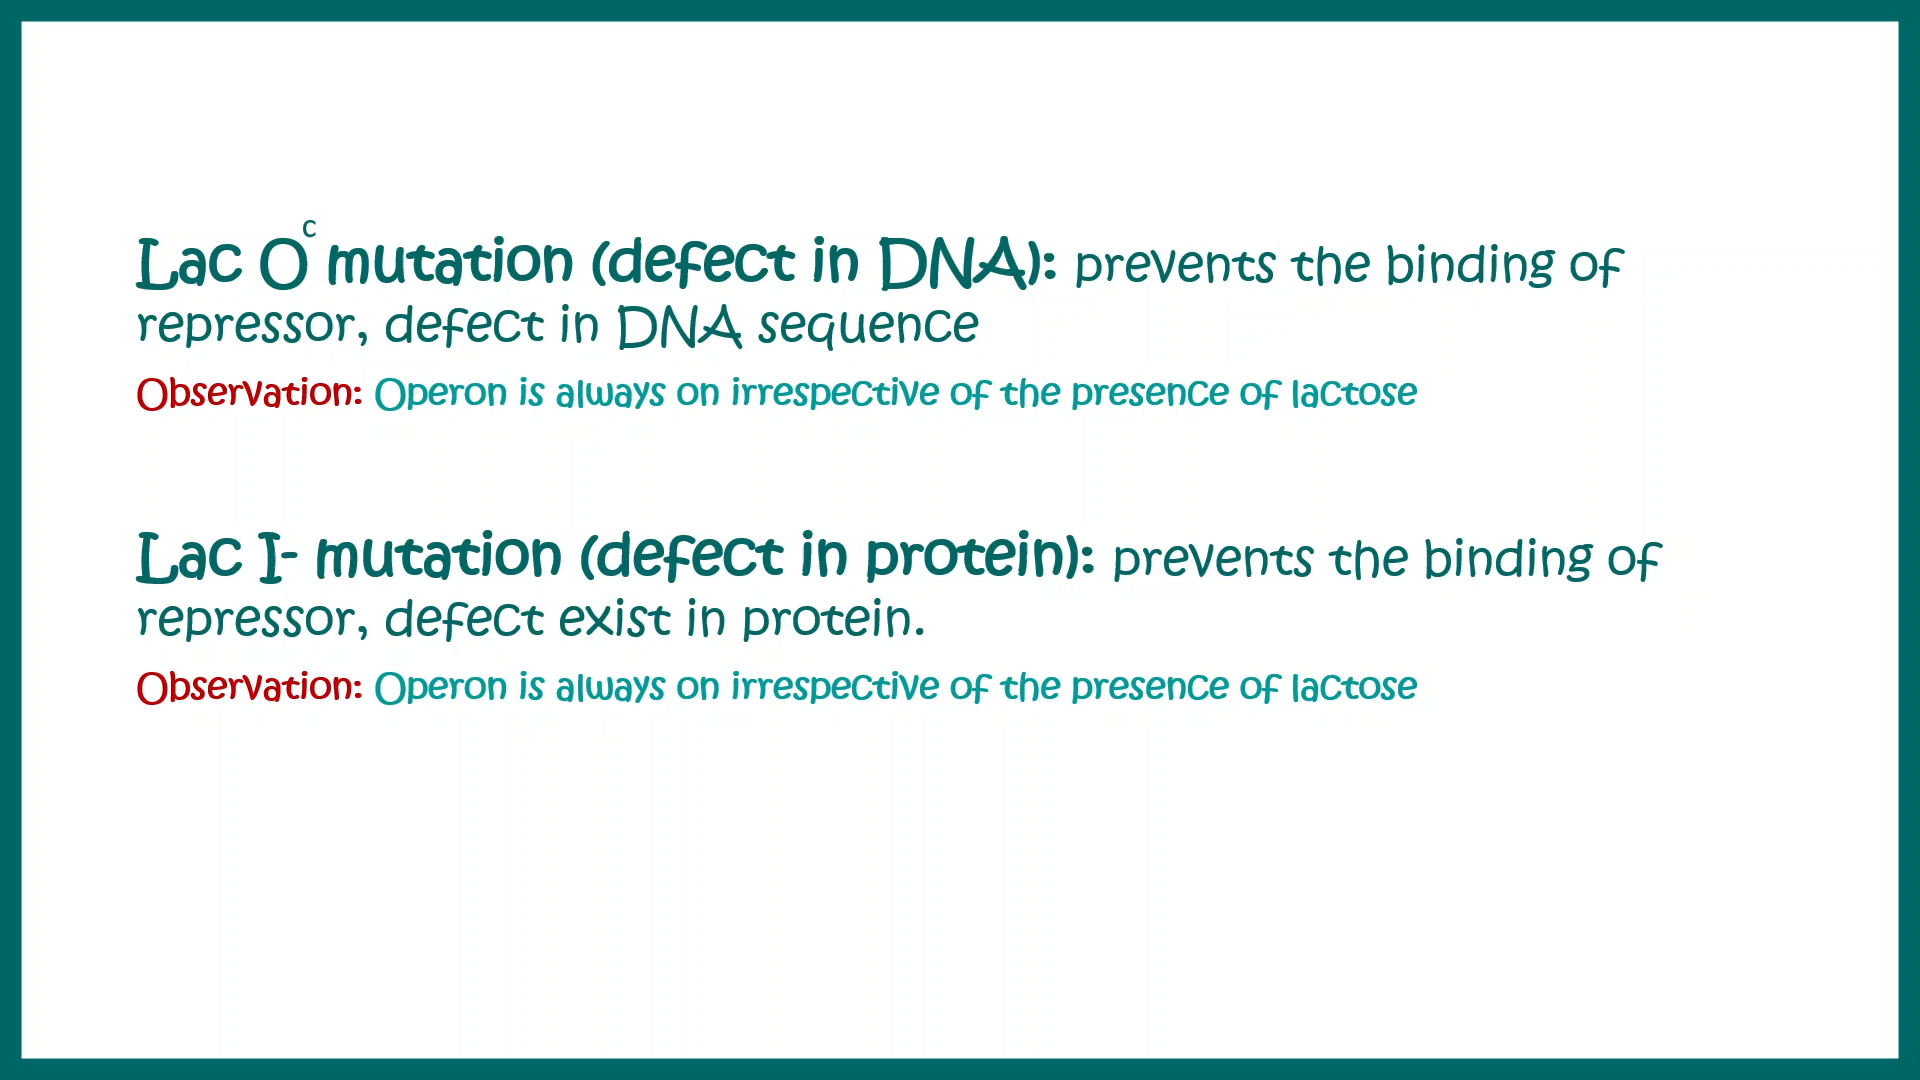 Lac Oᶜ mutation (defect in DNA): prevents the binding of
repressor, defect in DNA sequence
Observation: Operon is always on irrespective of the presence of lactose
Lac I- mutation (defect in protein): prevents the binding of
repressor, defect exist in protein.
Observation: Operon is always on irrespective of the presence of lactose